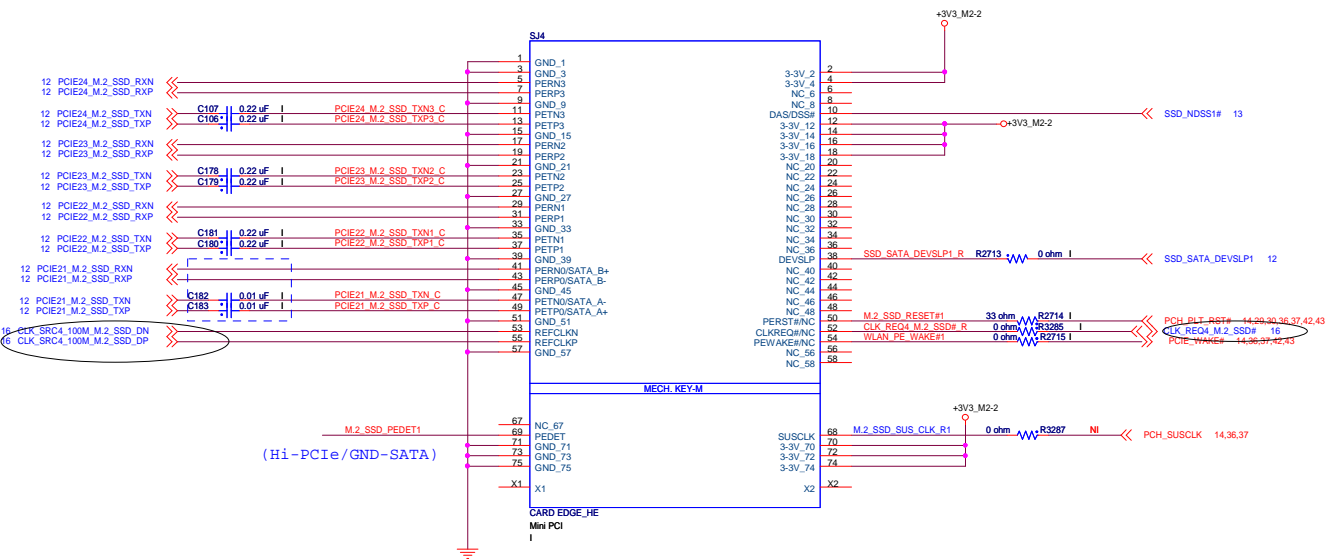 +3V3_M2-2
SJ4
1 GND_1
3 GND_3 3-3V_2 2
12 PCIE24_M.2_SSD_RXN 5 PERN3 3-3V_4 4
12 PCIE24_M.2_SSD_RXP 7 PERP3 NC_6 6
9 GND_9 NC_8 8
12 PCIE24_M.2_SSD_TXN C107 0.22 uF I PCIE24_M.2_SSD_TXN3_C 11 PETN3 DAS/DSS# 10 SSD_NDSS1# 13
12 PCIE24_M.2_SSD_TXP C106 0.22 uF I PCIE24_M.2_SSD_TXP3_C 13 PETP3 3-3V_12 12 +3V3_M2-2
15 GND_15 3-3V_14 14
12 PCIE23_M.2_SSD_RXN 17 PERN2 3-3V_16 16
12 PCIE23_M.2_SSD_RXP 19 PERP2 3-3V_18 18
21 GND_21 NC_20 20
12 PCIE23_M.2_SSD_TXN C178 0.22 uF I PCIE23_M.2_SSD_TXN2_C 23 PETN2 NC_22 22
12 PCIE23_M.2_SSD_TXP C179 0.22 uF I PCIE23_M.2_SSD_TXP2_C 25 PETP2 NC_24 24
27 GND_27 NC_26 26
12 PCIE22_M.2_SSD_RXN 29 PERN1 NC_28 28
12 PCIE22_M.2_SSD_RXP 31 PERP1 NC_30 30
33 GND_33 NC_32 32
12 PCIE22_M.2_SSD_TXN C181 0.22 uF I PCIE22_M.2_SSD_TXN1_C 35 PETN1 NC_34 34
12 PCIE22_M.2_SSD_TXP C180 0.22 uF I PCIE22_M.2_SSD_TXP1_C 37 PETP1 NC_36 36
39 GND_39 DEVSLP 38 SSD_SATA_DEVSLP1_R R2713 0 ohm I SSD_SATA_DEVSLP1 12
12 PCIE21_M.2_SSD_RXN 41 PERN0/SATA_B+ NC_40 40
12 PCIE21_M.2_SSD_RXP 43 PERP0/SATA_B- NC_42 42
45 GND_45 NC_44 44
12 PCIE21_M.2_SSD_TXN C182 0.01 uF I PCIE21_M.2_SSD_TXN_C 47 PETN0/SATA_A- NC_46 46
12 PCIE21_M.2_SSD_TXP C183 0.01 uF I PCIE21_M.2_SSD_TXP_C 49 PETP0/SATA_A+ NC_48 48
51 GND_51 PERST#/NC 50 M.2_SSD_RESET#1 33 ohm R2714 I PCH_PLT_RST# 14,29,30,36,37,42,43
16 CLK_SRC4_100M_M.2_SSD_DN 53 REFCLKN CLKREQ#/NC 52 CLK_REQ4_M.2_SSD#_R 0 ohm R3285 I CLK_REQ4_M.2_SSD# 16
16 CLK_SRC4_100M_M.2_SSD_DP 55 REFCLKP PEWAKE#/NC 54 WLAN_PE_WAKE#1 0 ohm R2715 I PCIE_WAKE# 14,36,37,42,43
57 GND_57 NC_56 56
NC_58 58
MECH. KEY-M
+3V3_M2-2
67 NC_67
M.2_SSD_PEDET1 69 PEDET SUSCLK 68 M.2_SSD_SUS_CLK_R1 0 ohm R3287 NI PCH_SUSCLK 14,36,37
71 GND_71 3-3V_70 70
(Hi-PCIe/GND-SATA) 73 GND_73 3-3V_72 72
75 GND_75 3-3V_74 74
X1 X1 X2 X2
CARD EDGE_HE
Mini PCI
I